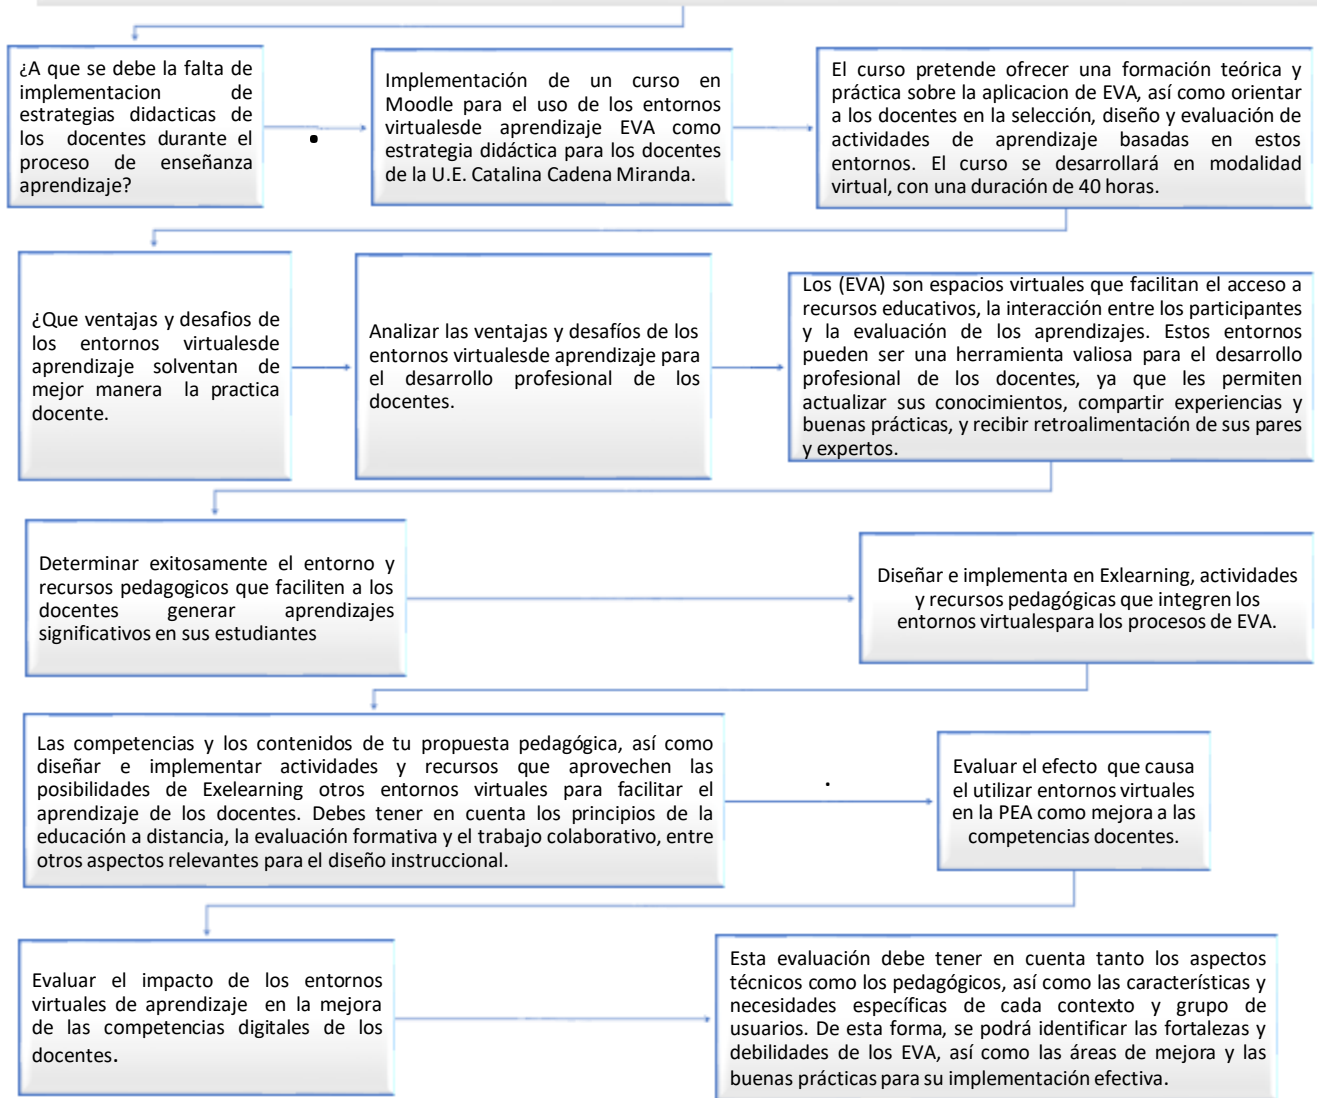 ¿A que se debe la falta de
implementacion de
estrategias didacticas de
los docentes durante el
proceso de enseñanza
aprendizaje?
Implementación de un curso en
Moodle para el uso de los entornos
virtualesde aprendizaje EVA como
estrategia didáctica para los docentes
de la U.E. Catalina Cadena Miranda.
El curso pretende ofrecer una formación teórica y
práctica sobre la aplicacion de EVA, así como orientar
a los docentes en la selección, diseño y evaluación de
actividades de aprendizaje basadas en estos
entornos. El curso se desarrollará en modalidad
virtual, con una duración de 40 horas.
¿Que ventajas y desafios de
los entornos virtualesde
aprendizaje solventan de
mejor manera la practica
docente.
Analizar las ventajas y desafíos de los
entornos virtualesde aprendizaje para
el desarrollo profesional de los
docentes.
Los (EVA) son espacios virtuales que facilitan el acceso a
recursos educativos, la interacción entre los participantes
y la evaluación de los aprendizajes. Estos entornos
pueden ser una herramienta valiosa para el desarrollo
profesional de los docentes, ya que les permiten
actualizar sus conocimientos, compartir experiencias y
buenas prácticas, y recibir retroalimentación de sus pares
y expertos.
Determinar exitosamente el entorno y
recursos pedagogicos que faciliten a los
docentes generar aprendizajes
significativos en sus estudiantes
Diseñar e implementa en Exlearning, actividades
y recursos pedagógicas que integren los
entornos virtualespara los procesos de EVA.
Las competencias y los contenidos de tu propuesta pedagógica, así como
diseñar e implementar actividades y recursos que aprovechen las
posibilidades de Exelearning otros entornos virtuales para facilitar el
aprendizaje de los docentes. Debes tener en cuenta los principios de la
educación a distancia, la evaluación formativa y el trabajo colaborativo, entre
otros aspectos relevantes para el diseño instruccional.
Evaluar el efecto que causa
el utilizar entornos virtuales
en la PEA como mejora a las
competencias docentes.
Evaluar el impacto de los entornos
virtuales de aprendizaje en la mejora
de las competencias digitales de los
docentes.
Esta evaluación debe tener en cuenta tanto los aspectos
técnicos como los pedagógicos, así como las características y
necesidades específicas de cada contexto y grupo de
usuarios. De esta forma, se podrá identificar las fortalezas y
debilidades de los EVA, así como las áreas de mejora y las
buenas prácticas para su implementación efectiva.